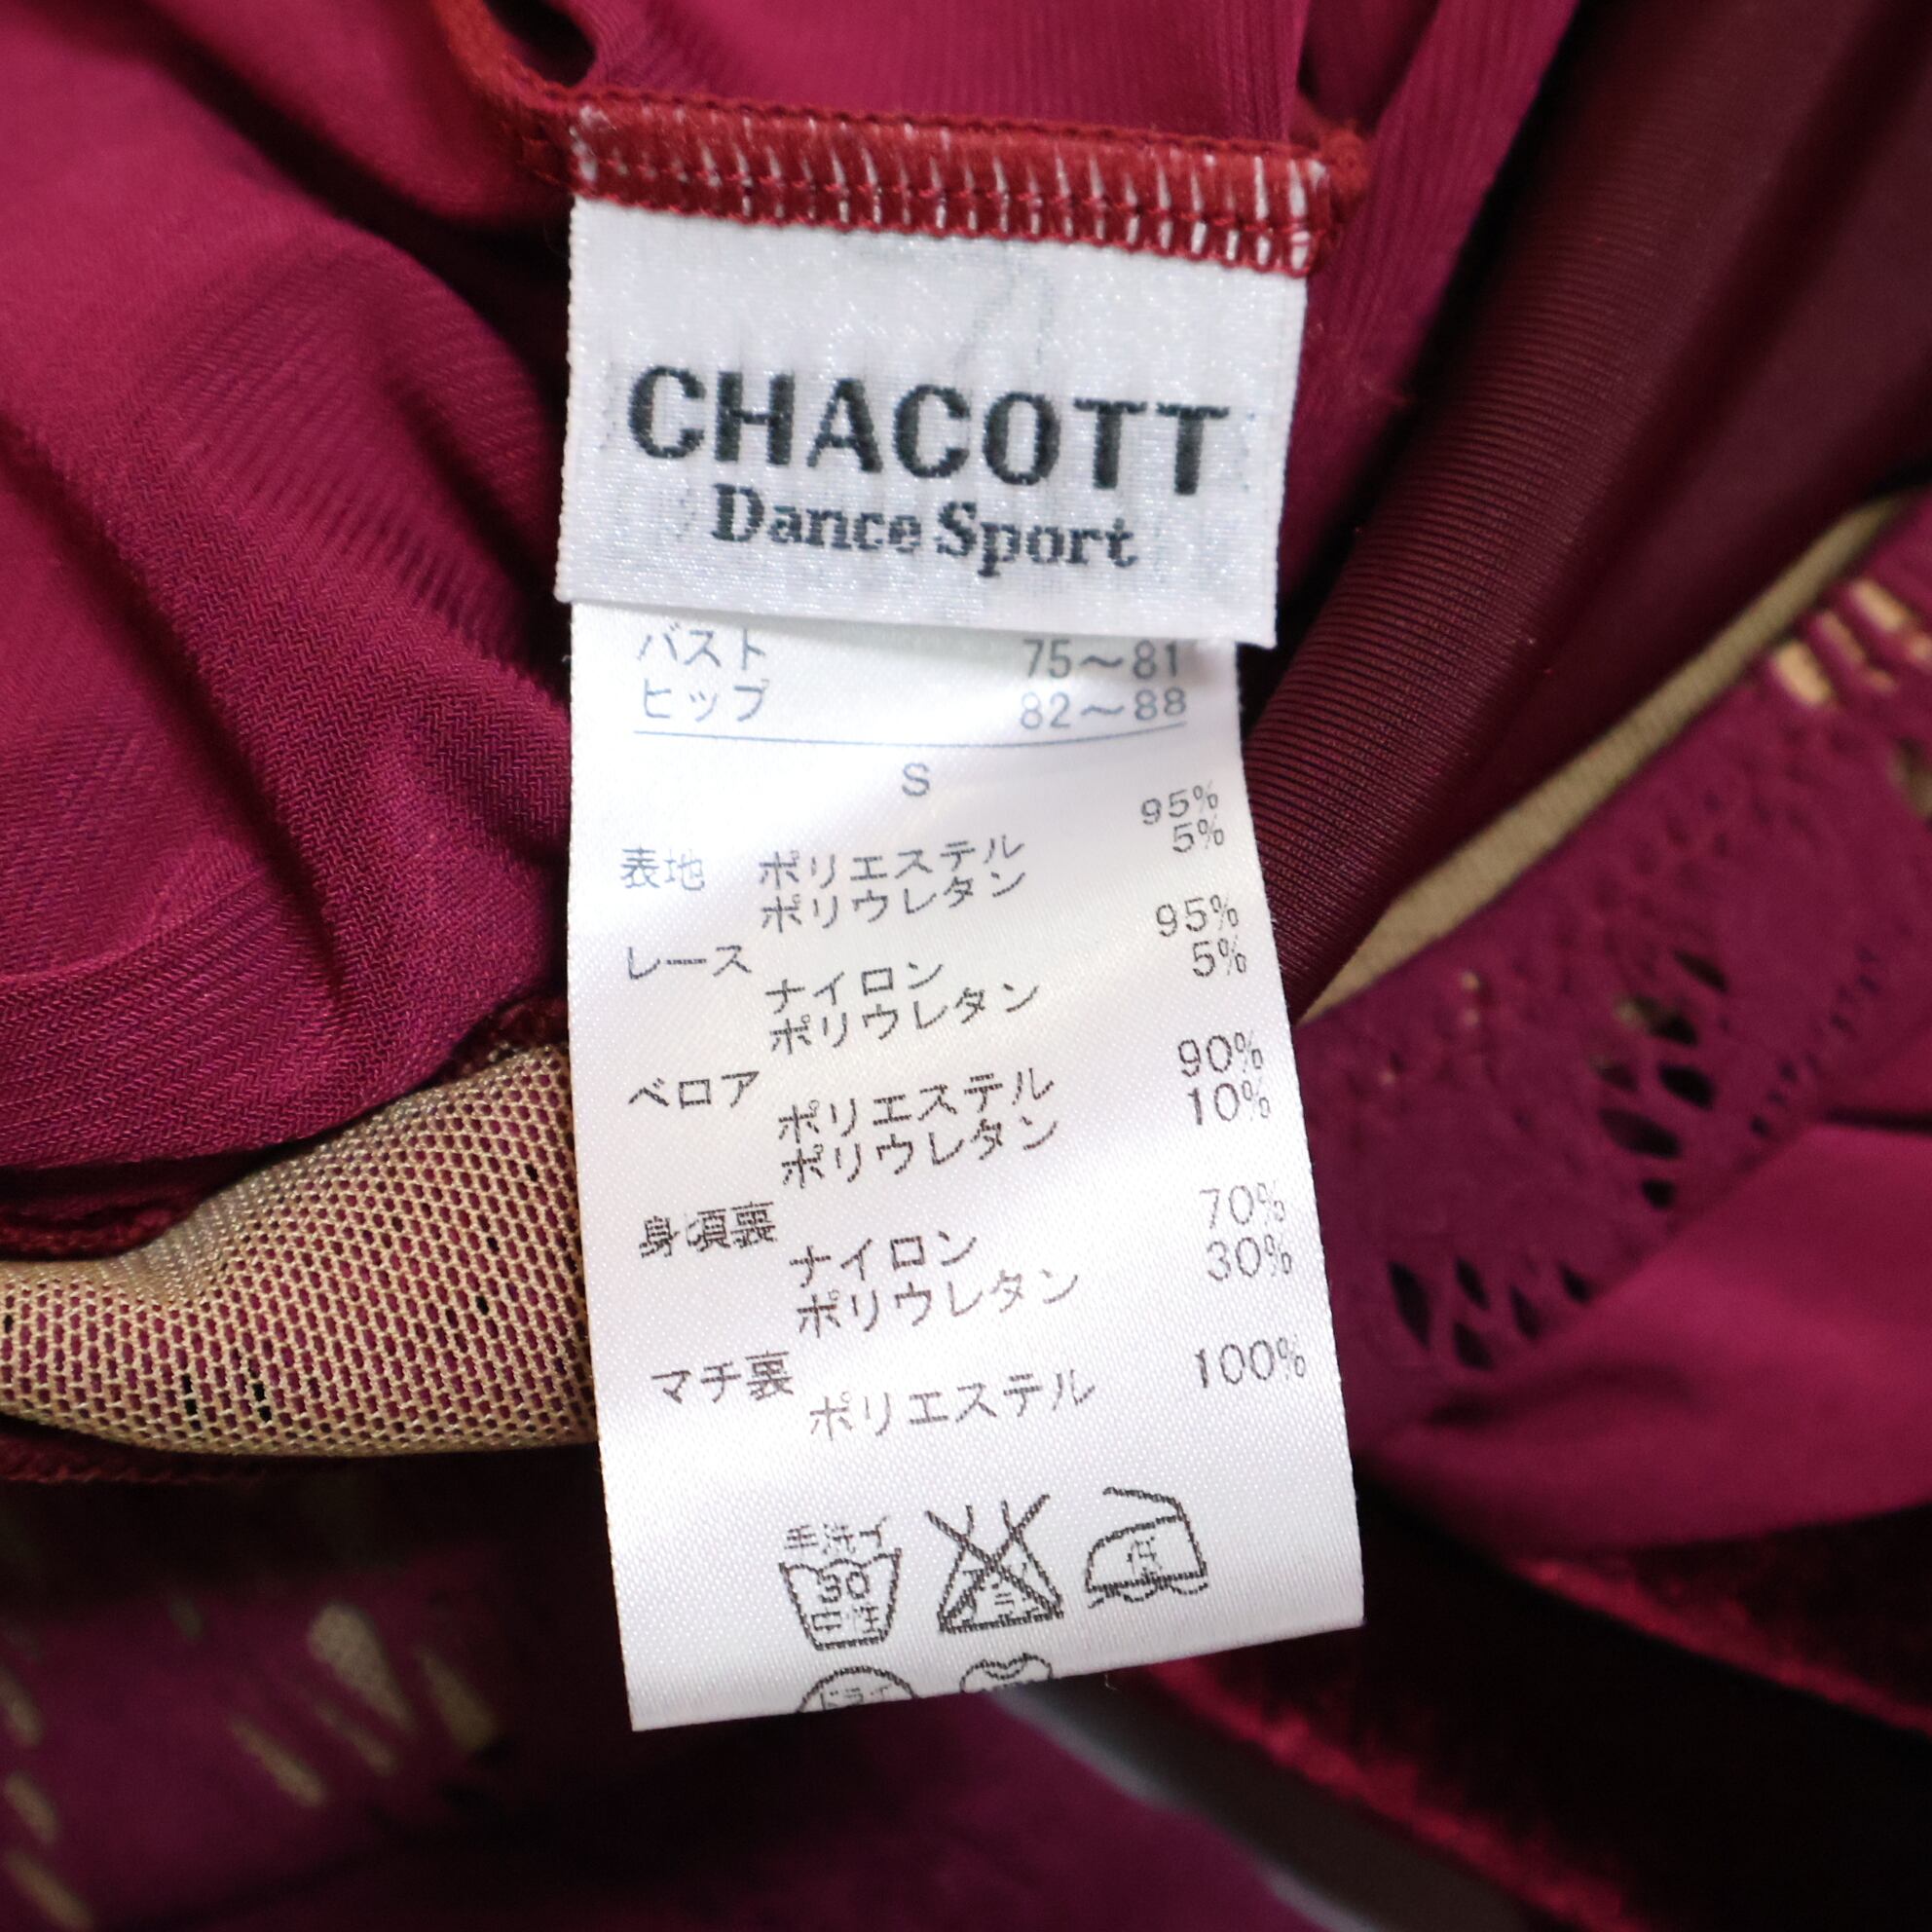 CHACOTT
Dance Sport
バスト 75～81
ヒップ 82～88
S
表地 ポリエステル 95%
ポリウレタン 5%
レース ナイロン 95%
ポリウレタン 5%
ベロア ポリエステル 90%
ポリウレタン 10%
身頃裏 ナイロン 70%
ポリウレタン 30%
マチ裏 ポリエステル 100%
手洗イ
30
中性
低
ドライ